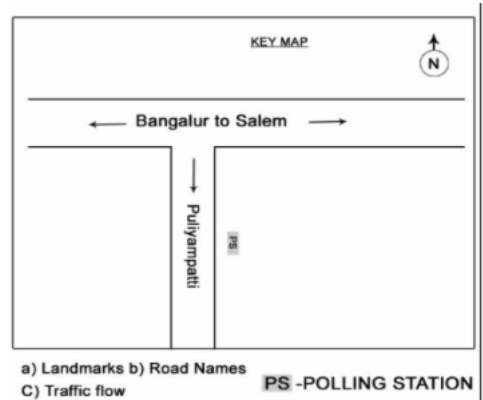 KEY MAP
N
Bangalur to Salem
Puliyampatti
PS
a) Landmarks b) Road Names
C) Traffic flow
PS -POLLING STATION